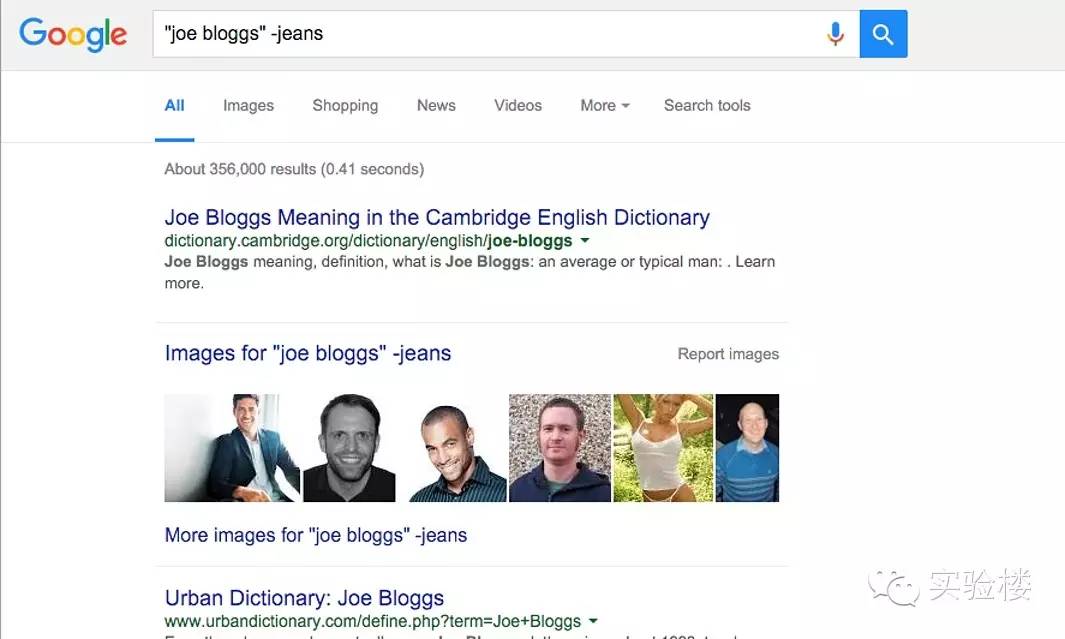 Google
"joe bloggs" -jeans
All Images Shopping News Videos More Search tools
About 356,000 results (0.41 seconds)
Joe Bloggs Meaning in the Cambridge English Dictionary
dictionary.cambridge.org/dictionary/english/joe-bloggs
Joe Bloggs meaning, definition, what is Joe Bloggs: an average or typical man: . Learn
more.
Images for "joe bloggs" -jeans Report images
More images for "joe bloggs" -jeans
实验楼
Urban Dictionary: Joe Bloggs
www.urbandictionary.com/define.php?term=Joe+Bloggs